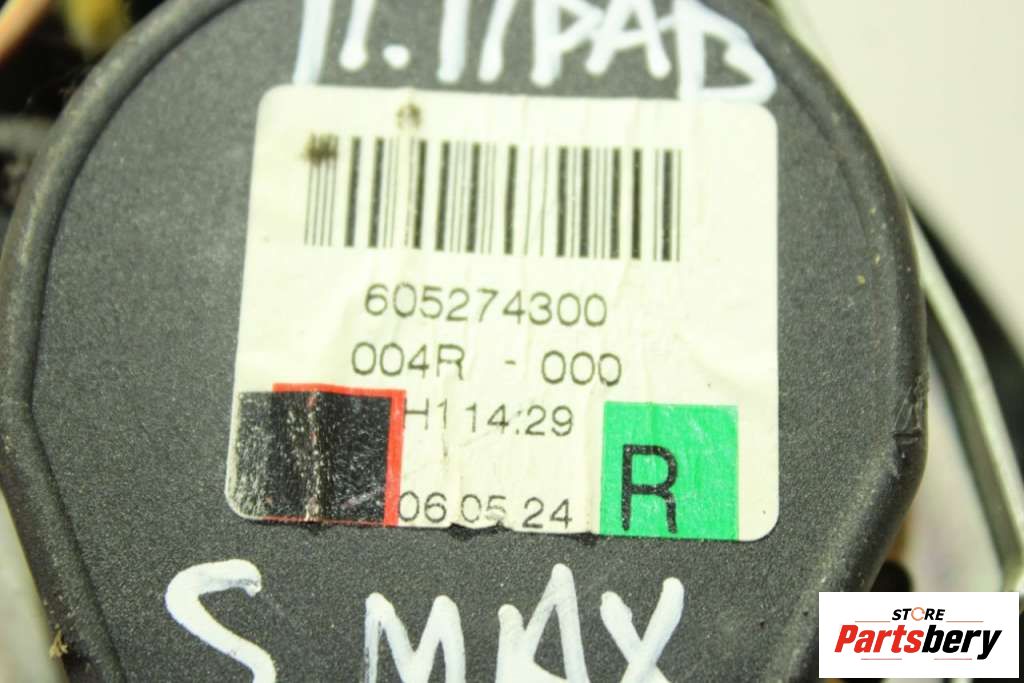 П.ПРАВ
605274300
004R - 000
H1 14:29
06 05 24
R
S MAX
STORE
Partsbery